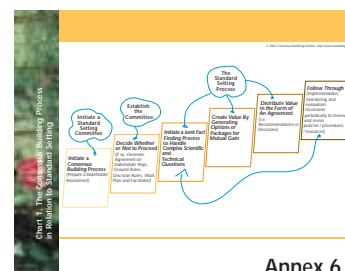 © 2002 Consensus Building Institute, http://www.cbuilding
Chart 1. The Consensus Building Process
in Relation to Standard Setting
Initiate a
Standard
Setting
Committee
Establish
the
Committee
The
Standard
Setting
Process
Initiate a
Consensus
Building Process
(Prepare a Stakeholder
Assessment)
Decide Whether
or Not to Proceed
(If so, Generate
Agreement on
Stakeholder Reps,
Ground Rules,
Decision Rules, Work
Plan and Facilitator)
Initiate a Joint Fact
Finding Process
to Handle
Complex Scientific
and
Technical
Questions
Create Value By
Generating
Options or
Packages for
Mutual Gain
Distribute Value
in the Form of
An Agreement
(i.e.
Recommendations or
Decisions)
Follow Through
(Implementation,
monitoring and
evaluation
reconvene
periodically to review
and revise
policies / procedures
/ resources)
Annex 6